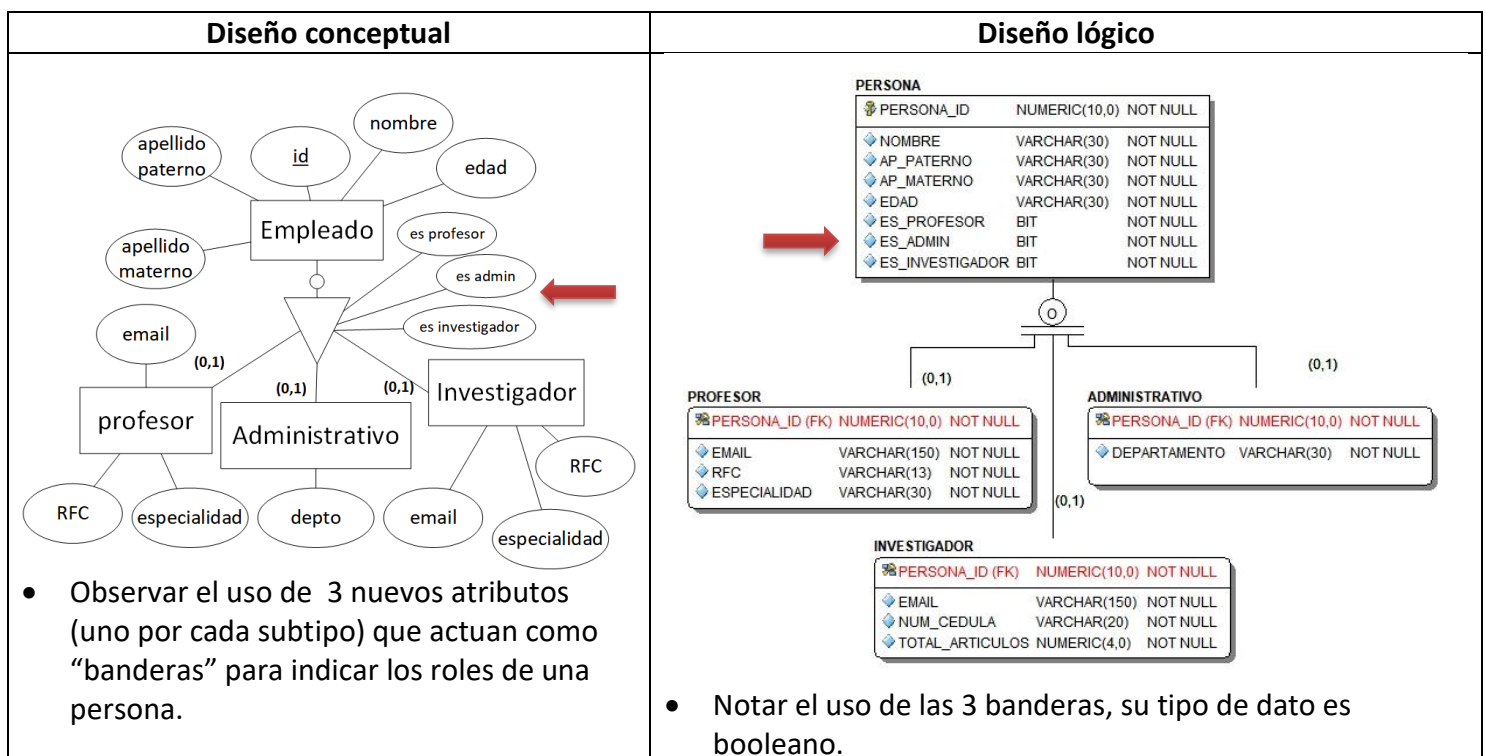 Diseño conceptual
apellido
paterno
id
nombre
edad
Empleado
apellido
materno
es profesor
es admin
es investigador
email
(0,1)
(0,1)
(0,1)
profesor
Administrativo
Investigador
RFC
especialidad
depto
email
especialidad
RFC
• Observar el uso de 3 nuevos atributos
(uno por cada subtipo) que actuan como
“banderas” para indicar los roles de una
persona.
Diseño lógico
PERSONA
PERSONA_ID NUMERIC(10,0) NOT NULL
NOMBRE VARCHAR(30) NOT NULL
AP_PATERNO VARCHAR(30) NOT NULL
AP_MATERNO VARCHAR(30) NOT NULL
EDAD VARCHAR(30) NOT NULL
ES_PROFESOR BIT NOT NULL
ES_ADMIN BIT NOT NULL
ES_INVESTIGADOR BIT NOT NULL
O
(0,1)
(0,1)
PROFESOR
PERSONA_ID (FK) NUMERIC(10,0) NOT NULL
EMAIL VARCHAR(150) NOT NULL
RFC VARCHAR(13) NOT NULL
ESPECIALIDAD VARCHAR(30) NOT NULL
ADMINISTRATIVO
PERSONA_ID (FK) NUMERIC(10,0) NOT NULL
DEPARTAMENTO VARCHAR(30) NOT NULL
(0,1)
INVESTIGADOR
PERSONA_ID (FK) NUMERIC(10,0) NOT NULL
EMAIL VARCHAR(150) NOT NULL
NUM_CEDULA VARCHAR(20) NOT NULL
TOTAL_ARTICULOS NUMERIC(4,0) NOT NULL
• Notar el uso de las 3 banderas, su tipo de dato es
booleano.